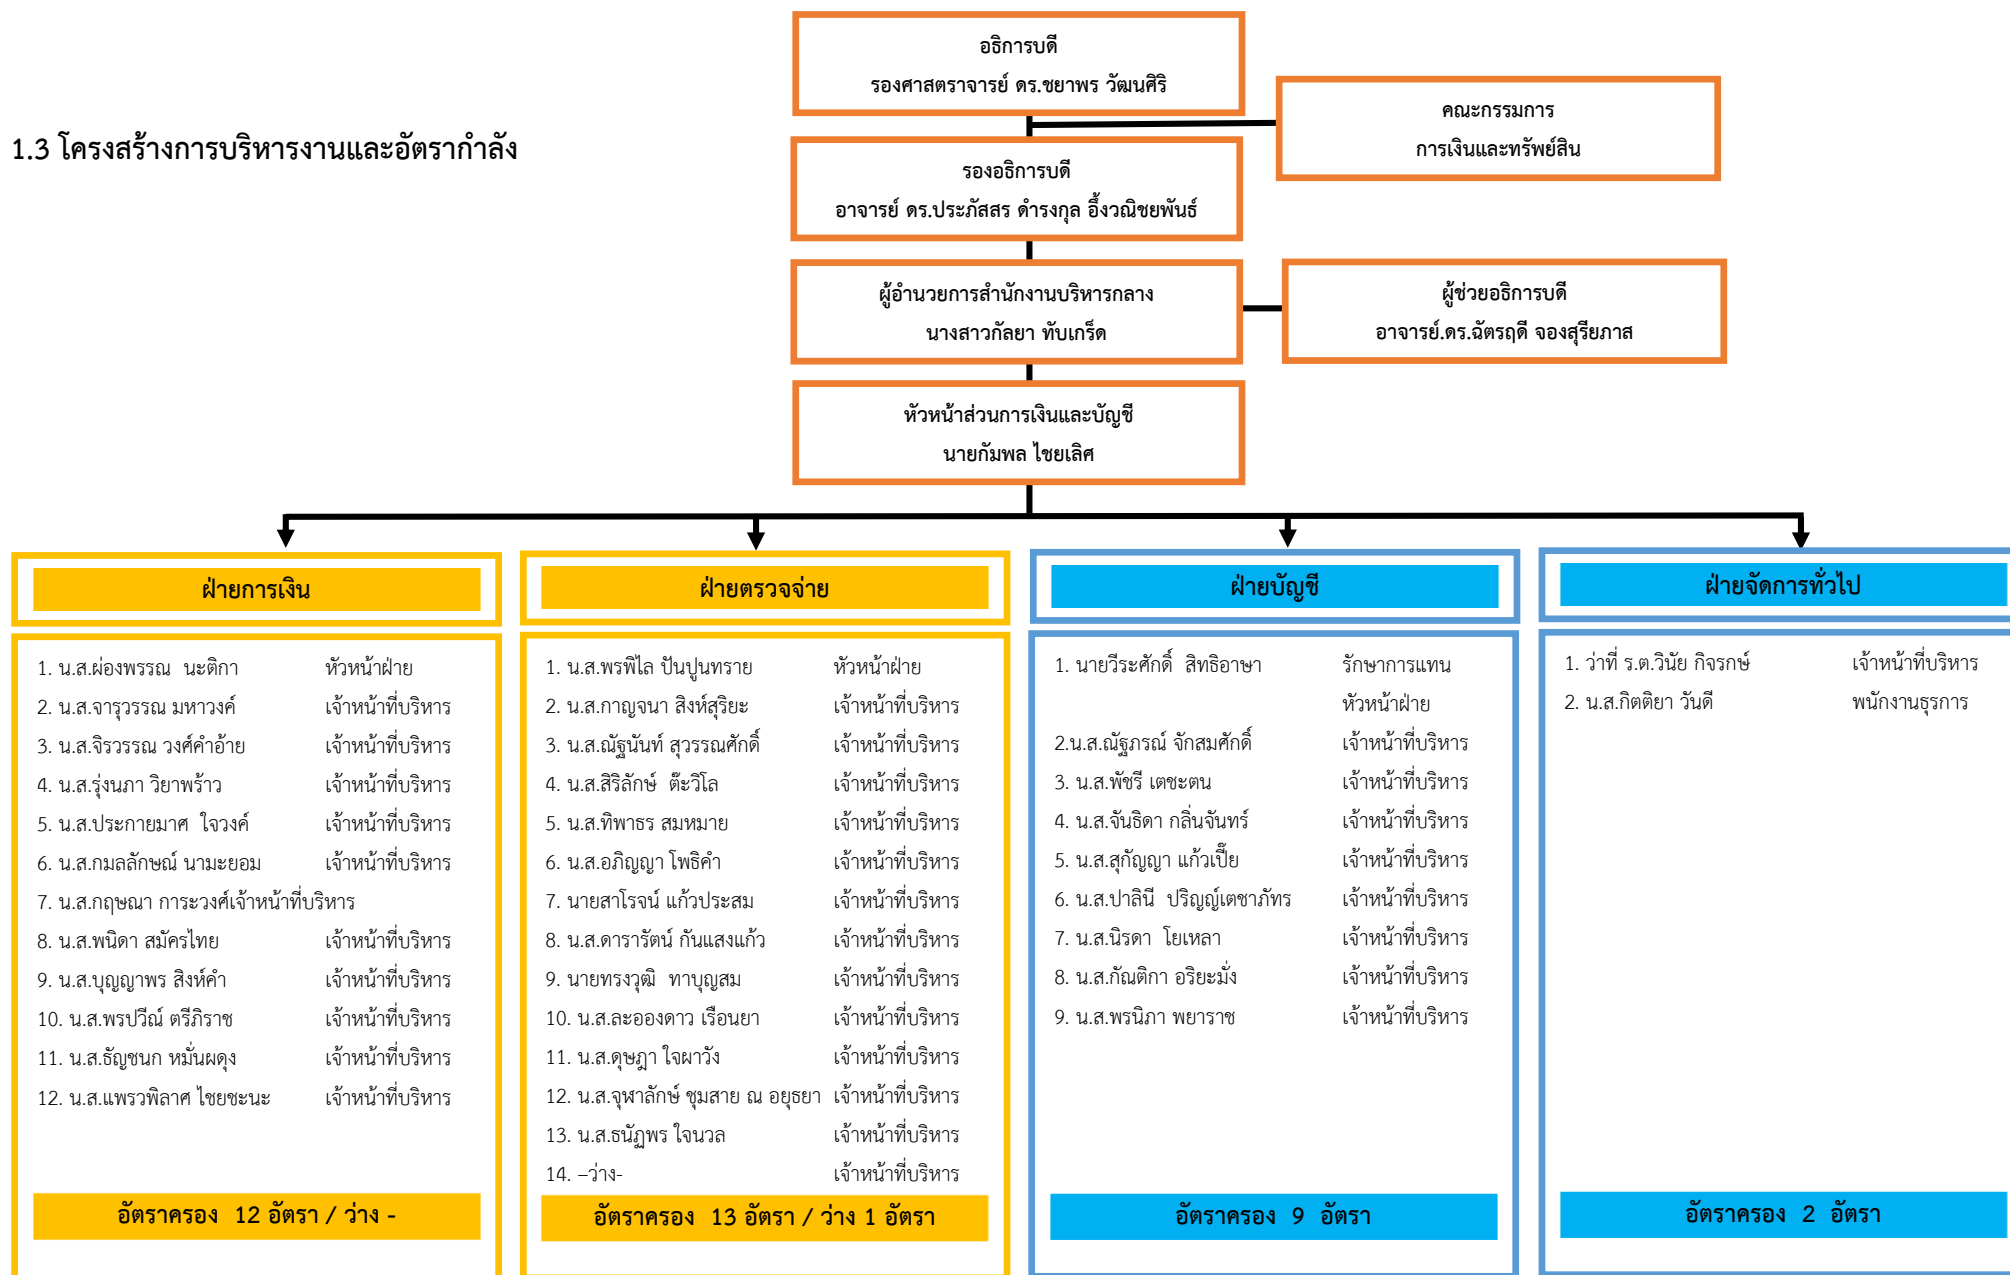 อธิการบดี
รองศาสตราจารย์ ดร.ชยาพร วัฒนศิริ
คณะกรรมการ
การเงินและทรัพย์สิน
1.3 โครงสร้างการบริหารงานและอัตรากำลัง
รองอธิการบดี
อาจารย์ ดร.ประภัสสร ดำรงกุล อึ้งวณิชยพันธ์
ผู้อำนวยการสำนักงานบริหารกลาง
นางสาวกัลยา ทับเกร็ด
ผู้ช่วยอธิการบดี
อาจารย์.ดร.ฉัตรฤดี จองสุรียภาส
หัวหน้าส่วนการเงินและบัญชี
นายกัมพล ไชยเลิศ
ฝ่ายการเงิน
1. น.ส.ผ่องพรรณ นะติกา หัวหน้าฝ่าย
2. น.ส.จารุวรรณ มหาวงค์ เจ้าหน้าที่บริหาร
3. น.ส.จิรวรรณ วงศ์คำอ้าย เจ้าหน้าที่บริหาร
4. น.ส.รุ่งนภา วิยาพร้าว เจ้าหน้าที่บริหาร
5. น.ส.ประกายมาศ ใจวงค์ เจ้าหน้าที่บริหาร
6. น.ส.กมลลักษณ์ นามะยอม เจ้าหน้าที่บริหาร
7. น.ส.กฤษณา การะวงศ์เจ้าหน้าที่บริหาร
8. น.ส.พนิดา สมัครไทย เจ้าหน้าที่บริหาร
9. น.ส.บุญญาพร สิงห์คำ เจ้าหน้าที่บริหาร
10. น.ส.พรปวีณ์ ตรีภิราช เจ้าหน้าที่บริหาร
11. น.ส.ธัญชนก หมั่นผดุง เจ้าหน้าที่บริหาร
12. น.ส.แพรวพิลาศ ไชยชะนะ เจ้าหน้าที่บริหาร
อัตราครอง 12 อัตรา / ว่าง -
ฝ่ายตรวจจ่าย
1. น.ส.พรพิไล ปันปูนทราย หัวหน้าฝ่าย
2. น.ส.กาญจนา สิงห์สุริยะ เจ้าหน้าที่บริหาร
3. น.ส.ณัฐนันท์ สุวรรณศักดิ์ เจ้าหน้าที่บริหาร
4. น.ส.สิริลักษ์ ต๊ะวิโล เจ้าหน้าที่บริหาร
5. น.ส.ทิพาธร สมหมาย เจ้าหน้าที่บริหาร
6. น.ส.อภิญญา โพธิคำ เจ้าหน้าที่บริหาร
7. นายสาโรจน์ แก้วประสม เจ้าหน้าที่บริหาร
8. น.ส.ดารารัตน์ กันแสงแก้ว เจ้าหน้าที่บริหาร
9. นายทรงวุฒิ ทาบุญสม เจ้าหน้าที่บริหาร
10. น.ส.ละอองดาว เรือนยา เจ้าหน้าที่บริหาร
11. น.ส.ดุษฎา ใจผาวัง เจ้าหน้าที่บริหาร
12. น.ส.จุฬาลักษ์ ชุมสาย ณ อยุธยา เจ้าหน้าที่บริหาร
13. น.ส.ธนัฏพร ใจนวล เจ้าหน้าที่บริหาร
14. –ว่าง- เจ้าหน้าที่บริหาร
อัตราครอง 13 อัตรา / ว่าง 1 อัตรา
ฝ่ายบัญชี
1. นายวีระศักดิ์ สิทธิอาษา รักษาการแทน
หัวหน้าฝ่าย
2.น.ส.ณัฐภรณ์ จักสมศักดิ์ เจ้าหน้าที่บริหาร
3. น.ส.พัชรี เตชะตน เจ้าหน้าที่บริหาร
4. น.ส.จันธิดา กลิ่นจันทร์ เจ้าหน้าที่บริหาร
5. น.ส.สุกัญญา แก้วเปี๊ย เจ้าหน้าที่บริหาร
6. น.ส.ปาลินี ปริญญ์เตชาภัทร เจ้าหน้าที่บริหาร
7. น.ส.นิรดา โยเหลา เจ้าหน้าที่บริหาร
8. น.ส.กัณติกา อริยะมั่ง เจ้าหน้าที่บริหาร
9. น.ส.พรนิภา พยาราช เจ้าหน้าที่บริหาร
อัตราครอง 9 อัตรา
ฝ่ายจัดการทั่วไป
1. ว่าที่ ร.ต.วินัย กิจรกษ์ เจ้าหน้าที่บริหาร
2. น.ส.กิตติยา วันดี พนักงานธุรการ
อัตราครอง 2 อัตรา